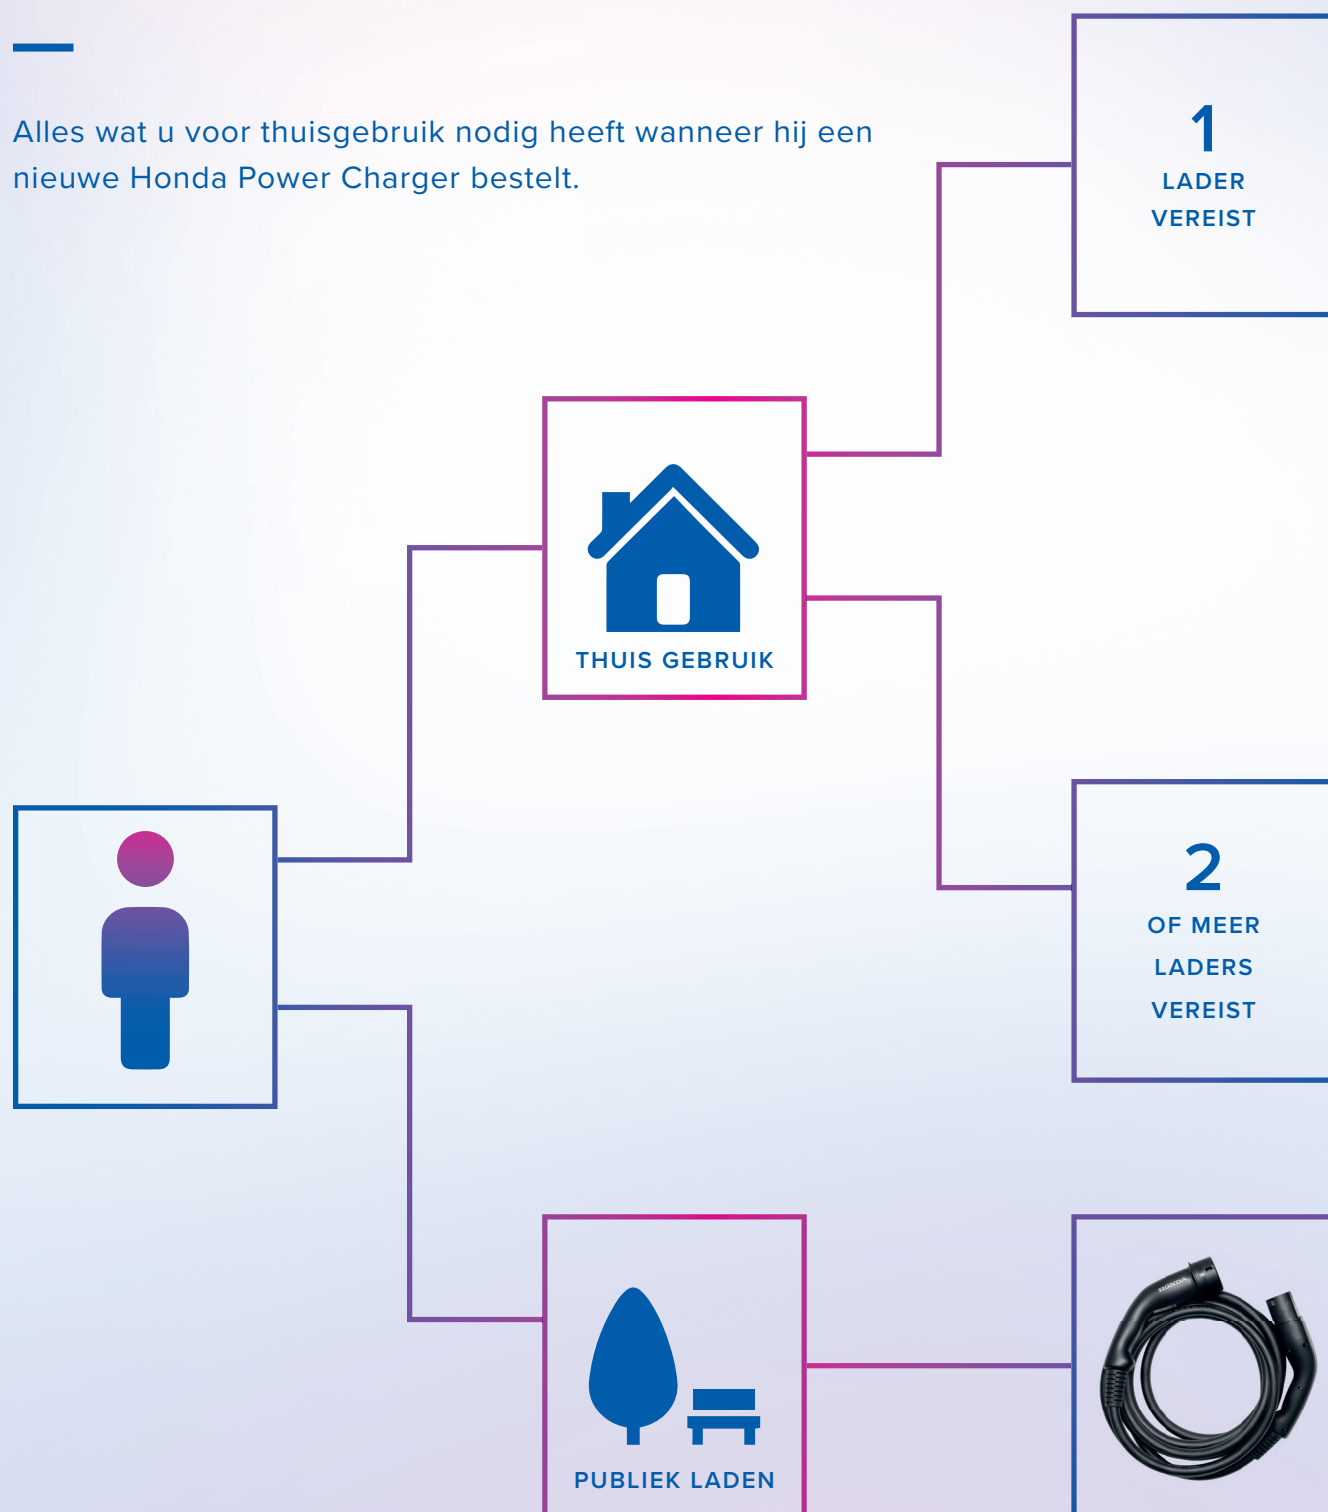 Alles wat u voor thuisgebruik nodig heeft wanneer hij een
nieuwe Honda Power Charger bestelt.
1
LADER
VEREIST
THUIS GEBRUIK
2
OF MEER
LADERS
VEREIST
HONDA
PUBLIEK LADEN